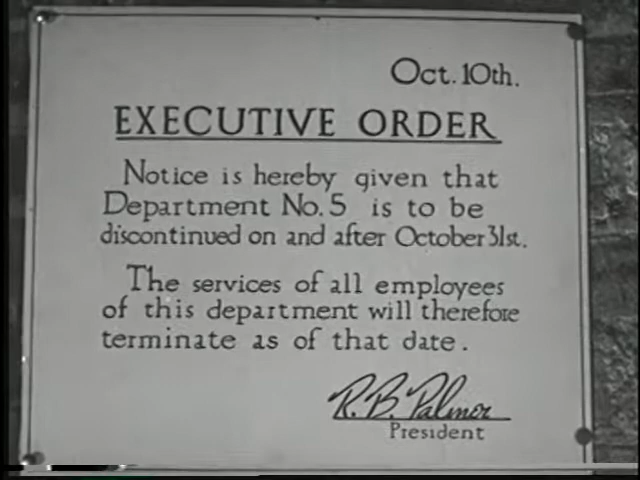 Oct. 10th.
EXECUTIVE ORDER
Notice is hereby given that
Department No. 5 is to be
discontinued on and after October 31st.
The services of all employees
of this department will therefore
terminate as of that date.
R. B. Palmer
President